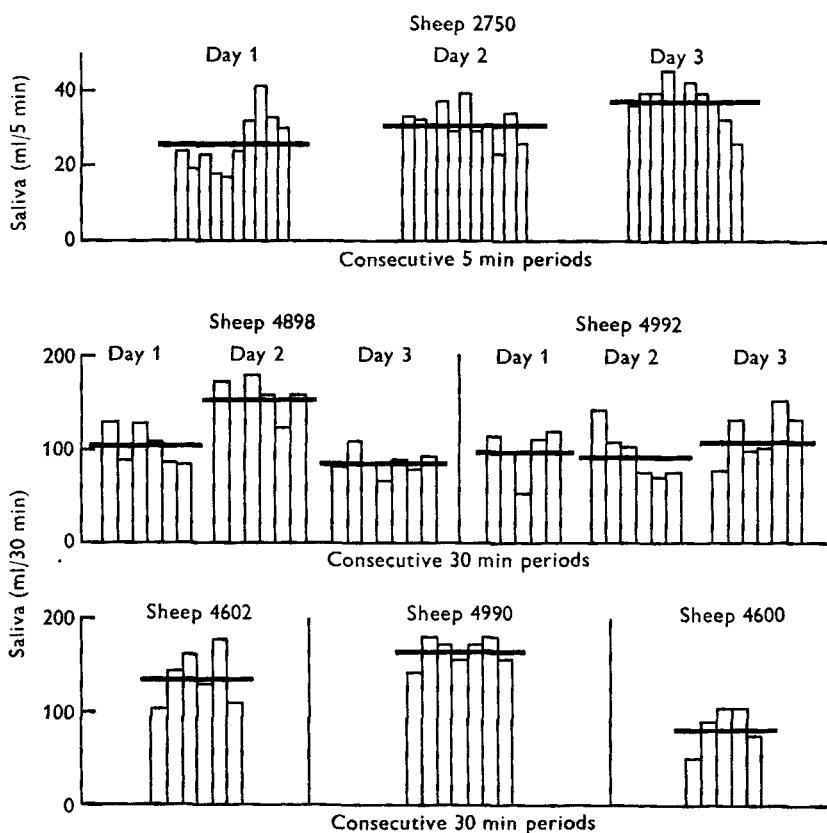 Sheep 2750
Day 1 Day 2 Day 3
Saliva (ml/5 min)
40
20
0
Consecutive 5 min periods
Sheep 4898 Sheep 4992
Day 1 Day 2 Day 3 Day 1 Day 2 Day 3
200
100
0
Consecutive 30 min periods
Saliva (ml/30 min)
Sheep 4602 Sheep 4990 Sheep 4600
200
100
0
Consecutive 30 min periods